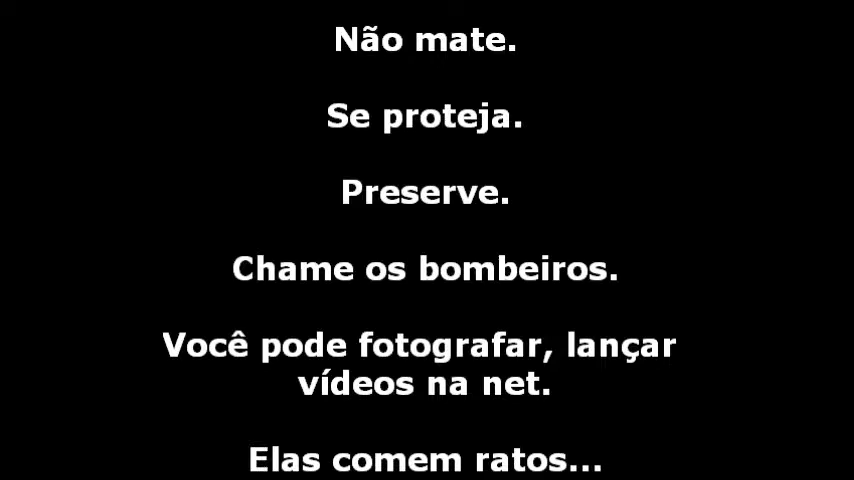 Não mate.
Se proteja.
Preserve.
Chame os bombeiros.
Você pode fotografar, lançar
vídeos na net.
Elas comem ratos...